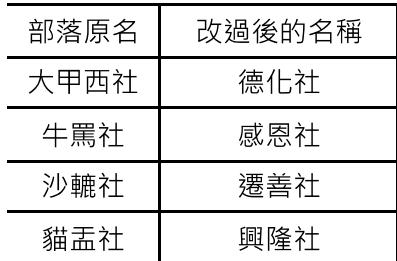 部落原名 改過後的名稱
大甲西社 德化社
牛罵社 感恩社
沙轆社 遷善社
貓盂社 興隆社